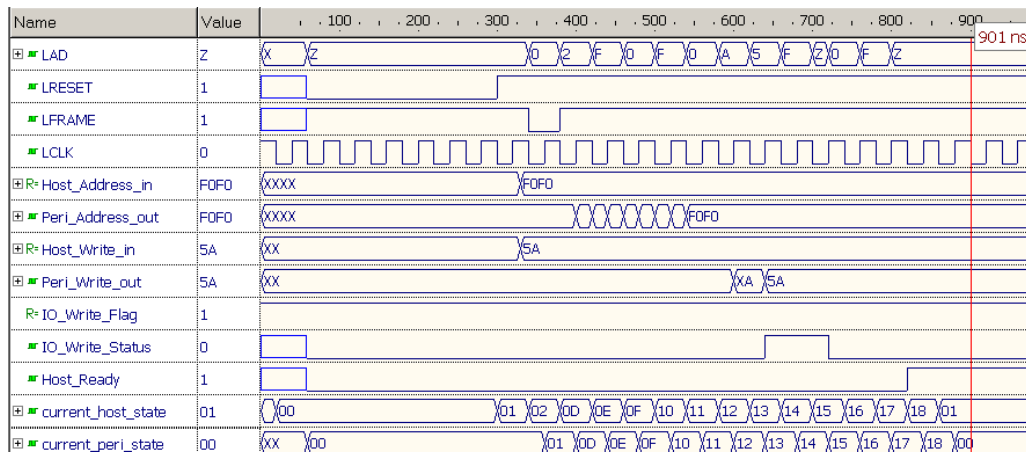 Name Value 100 200 300 400 500 600 700 800 900
901 ns
LAD Z X Z 0 2 F 0 F 0 A 5 F Z 0 F Z
LRESET 1
LFRAME 1
LCLK 0
R= Host_Address_in F0F0 XXXX F0F0
Peri_Address_out F0F0 XXXX F0F0
R= Host_Write_in 5A XX 5A
Peri_Write_out 5A XX XA 5A
R= IO_Write_Flag 1
IO_Write_Status 0
Host_Ready 1
current_host_state 01 00 01 02 0D 0E 0F 10 11 12 13 14 15 16 17 18 01
current_peri_state 00 XX 00 01 0D 0E 0F 10 11 12 13 14 15 16 17 18 00